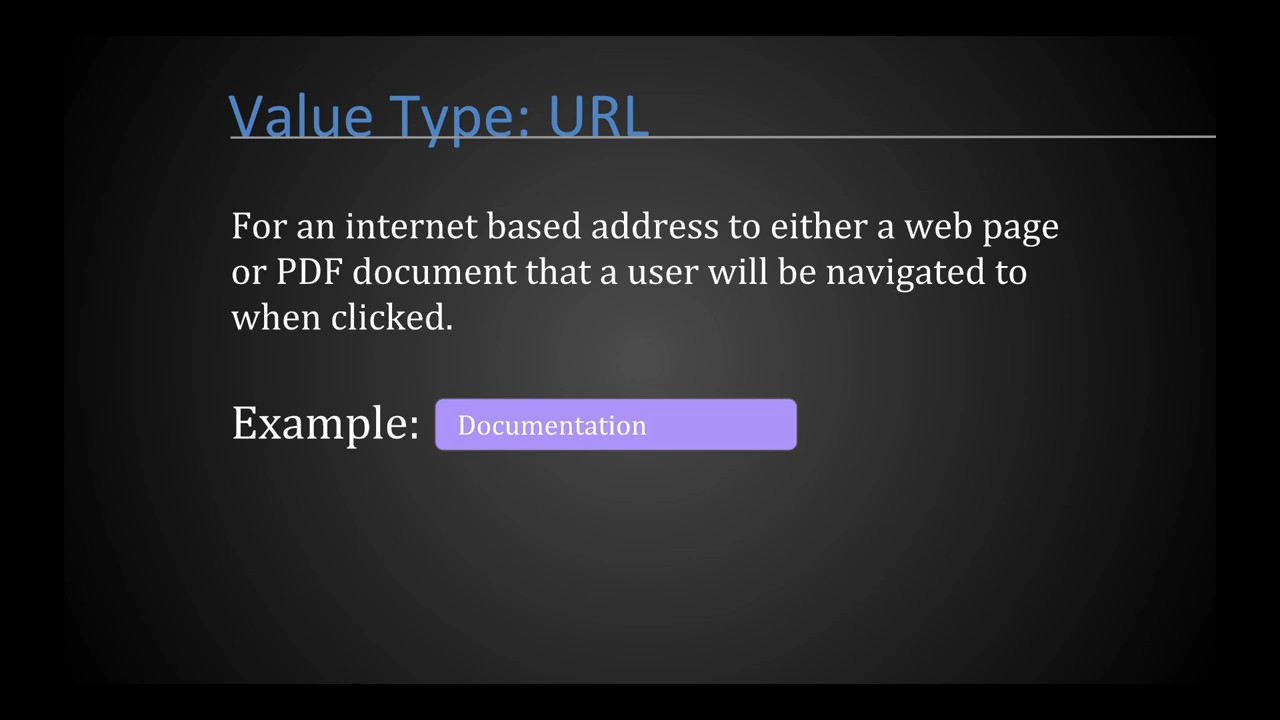 Value Type: URL
For an internet based address to either a web page
or PDF document that a user will be navigated to
when clicked.
Example: Documentation